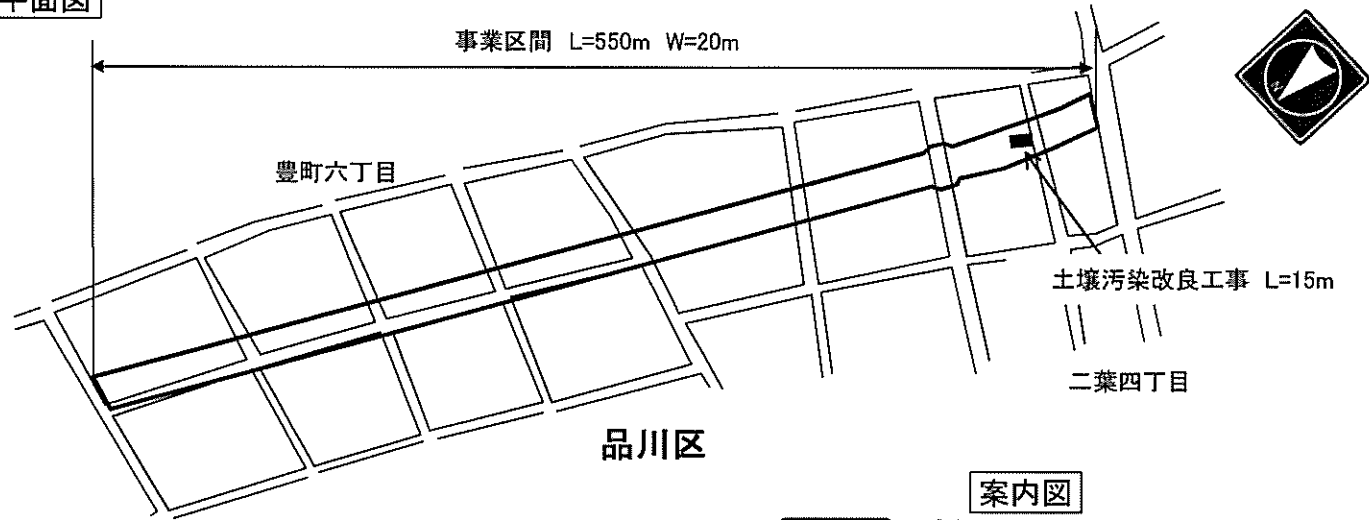 平面図
事業区間 L=550m W=20m
豊町六丁目
土壌汚染改良工事 L=15m
二葉四丁目
品川区
案内図